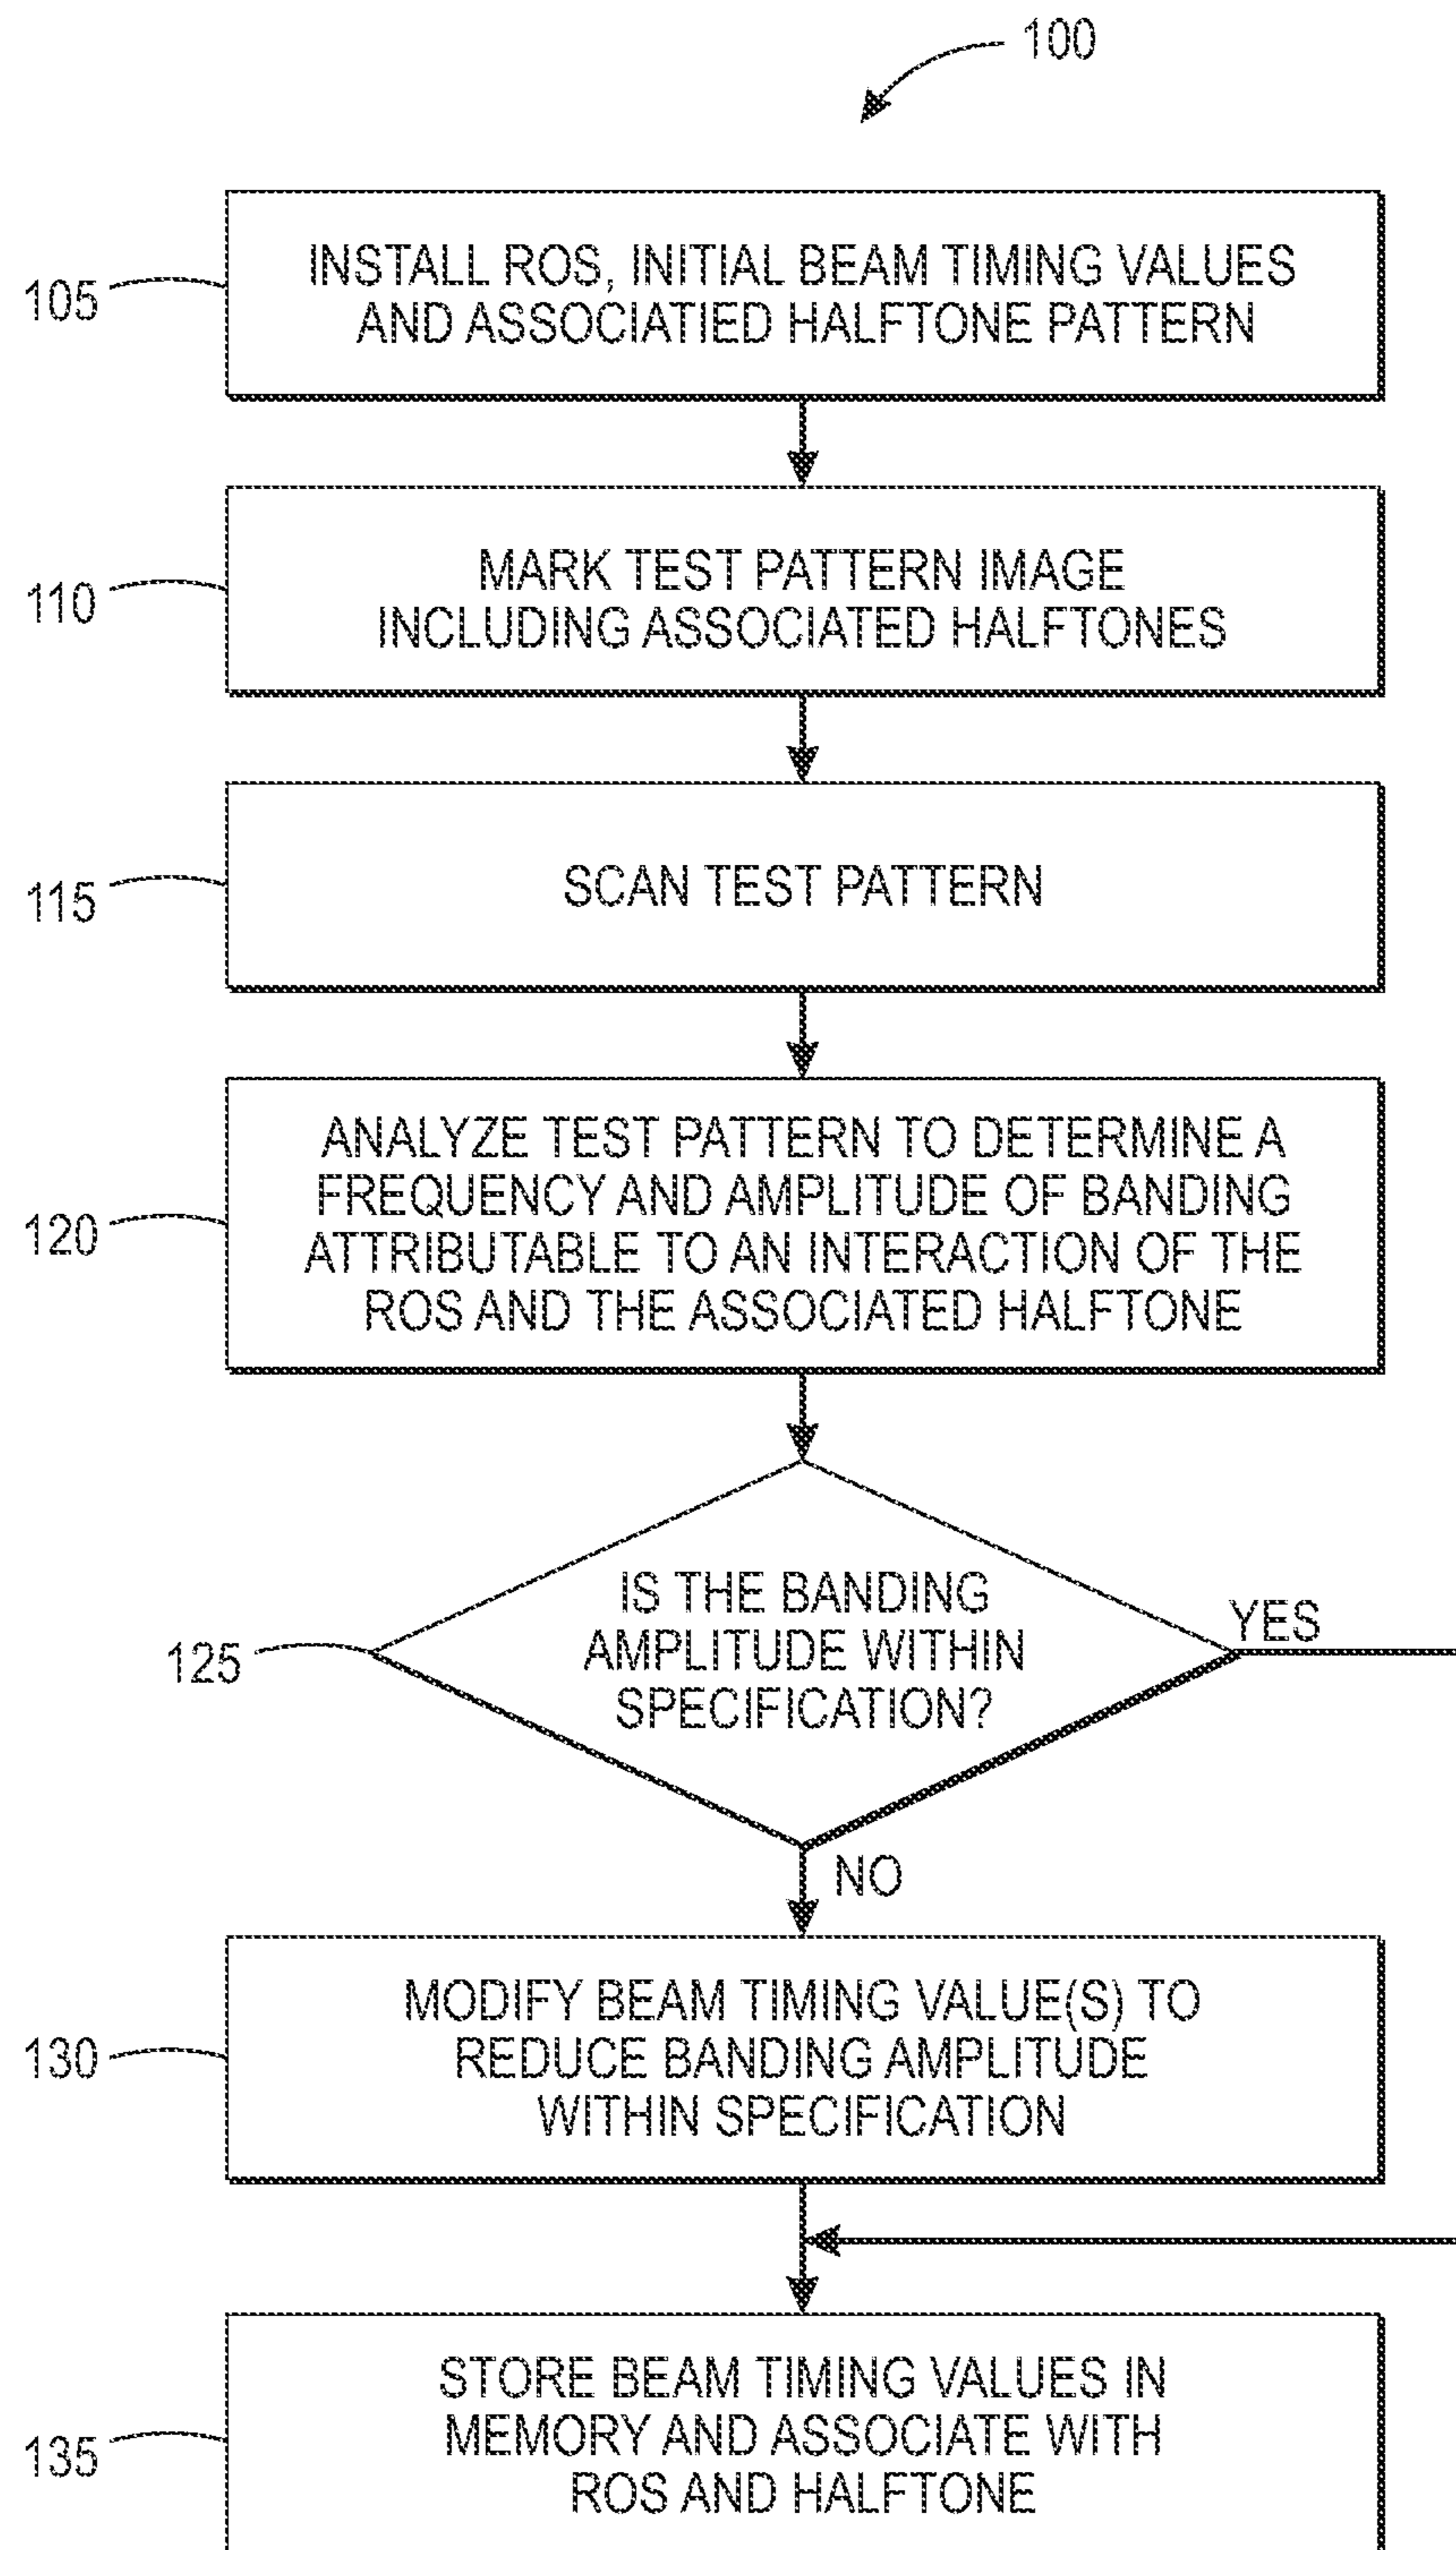 100
105
INSTALL ROS, INITIAL BEAM TIMING VALUES
AND ASSOCIATIED HALFTONE PATTERN
110
MARK TEST PATTERN IMAGE
INCLUDING ASSOCIATED HALFTONES
115
SCAN TEST PATTERN
120
ANALYZE TEST PATTERN TO DETERMINE A
FREQUENCY AND AMPLITUDE OF BANDING
ATTRIBUTABLE TO AN INTERACTION OF THE
ROS AND THE ASSOCIATED HALFTONE
125
IS THE BANDING
AMPLITUDE WITHIN
SPECIFICATION?
YES
NO
130
MODIFY BEAM TIMING VALUE(S) TO
REDUCE BANDING AMPLITUDE
WITHIN SPECIFICATION
135
STORE BEAM TIMING VALUES IN
MEMORY AND ASSOCIATE WITH
ROS AND HALFTONE